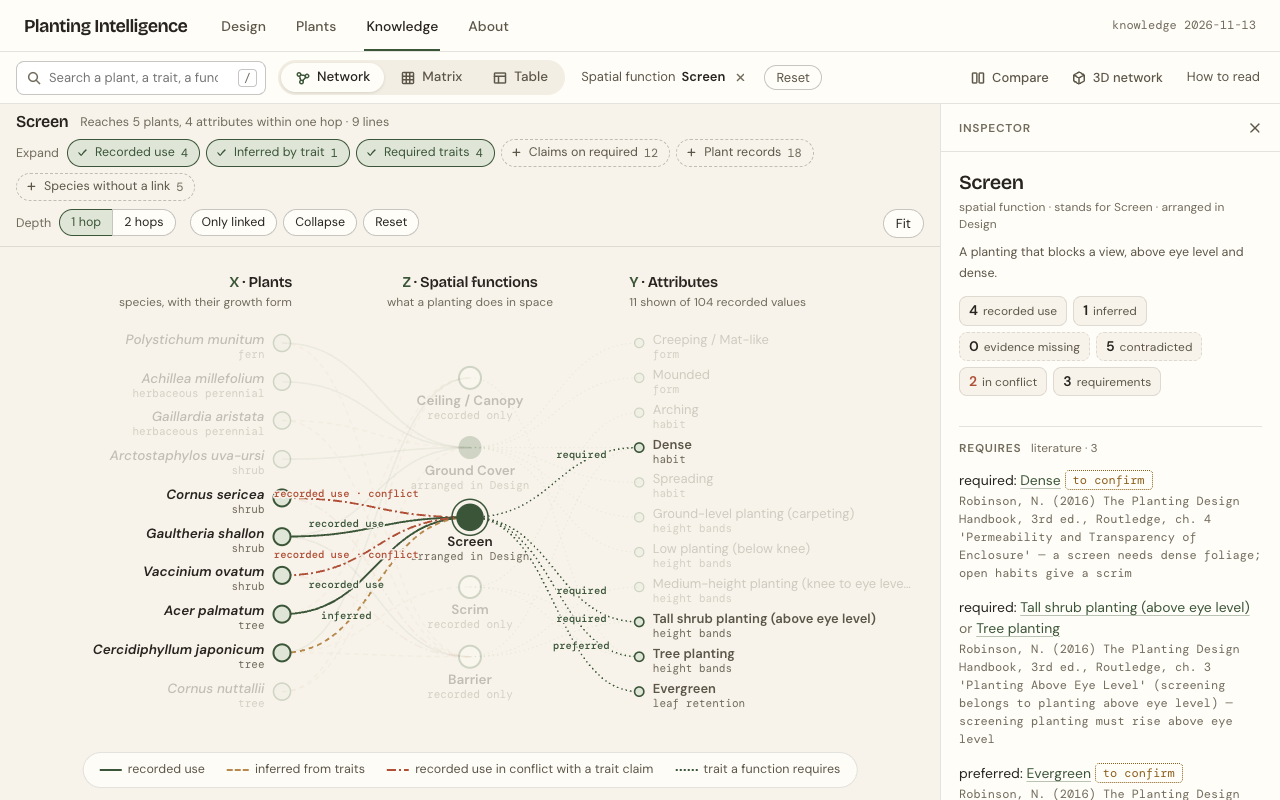 Planting Intelligence Design Plants Knowledge About knowledge 2026-11-13
Search a plant, a trait, a func / Network Matrix Table Spatial function Screen × Reset Compare 3D network How to read
Screen Reaches 5 plants, 4 attributes within one hop · 9 lines
Expand ✓ Recorded use 4 ✓ Inferred by trait 1 ✓ Required traits 4 + Claims on required 12 + Plant records 18
+ Species without a link 5
Depth 1 hop 2 hops Only linked Collapse Reset Fit
X · Plants
species, with their growth form
Z · Spatial functions
what a planting does in space
Y · Attributes
11 shown of 104 recorded values
Polystichum munitum
fern
Achillea millefolium
herbaceous perennial
Gaillardia aristata
herbaceous perennial
Arctostaphylos uva-ursi
shrub
Cornus sericea
shrub
Gaultheria shallon
shrub
Vaccinium ovatum
shrub
Acer palmatum
tree
Cercidiphyllum japonicum
tree
Cornus nuttallii
tree
recorded use · conflict
recorded use
recorded use · conflict
recorded use
inferred
Ceiling / Canopy
recorded only
Ground Cover
arranged in Design
Screen
arranged in Design
Scrim
recorded only
Barrier
recorded only
required
required
required
preferred
Creeping / Mat-like
form
Mounded
form
Arching
habit
Dense
habit
Spreading
habit
Ground-level planting (carpeting)
height bands
Low planting (below knee)
height bands
Medium-height planting (knee to eye leve...
height bands
Tall shrub planting (above eye level)
height bands
Tree planting
height bands
Evergreen
leaf retention
recorded use inferred from traits recorded use in conflict with a trait claim trait a function requires
INSPECTOR ×
Screen
spatial function · stands for Screen · arranged in
Design
A planting that blocks a view, above eye level and
dense.
4 recorded use 1 inferred
0 evidence missing 5 contradicted
2 in conflict 3 requirements
REQUIRES literature · 3
required: Dense to confirm
Robinson, N. (2016) The Planting Design
Handbook, 3rd ed., Routledge, ch. 4
'Permeability and Transparency of
Enclosure' — a screen needs dense foliage;
open habits give a scrim
required: Tall shrub planting (above eye level)
or Tree planting
Robinson, N. (2016) The Planting Design
Handbook, 3rd ed., Routledge, ch. 3
'Planting Above Eye Level' (screening
belongs to planting above eye level) —
screening planting must rise above eye
level
preferred: Evergreen to confirm
Robinson, N. (2016) The Planting Design